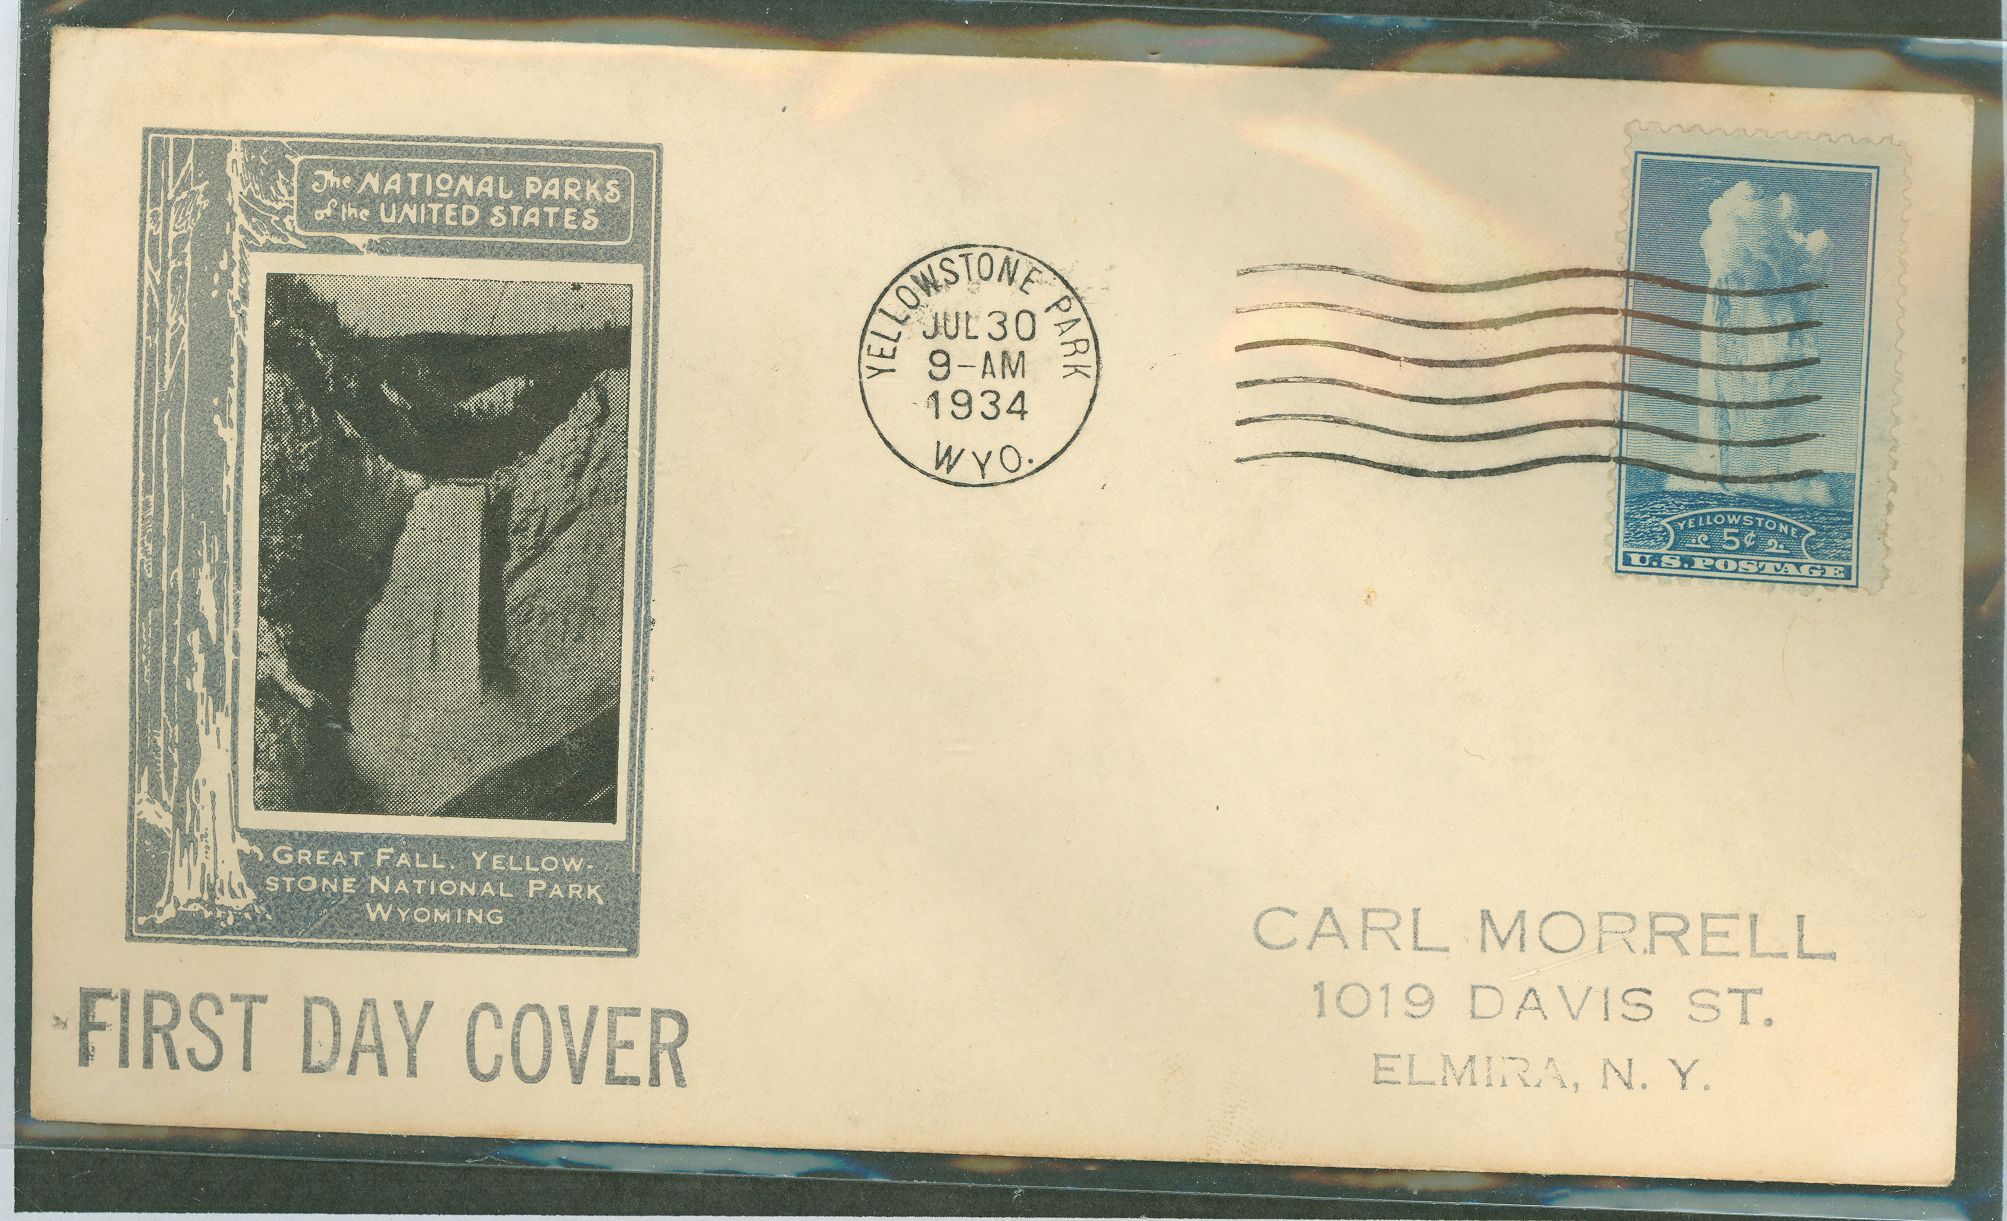 The NATIONAL PARKS
of the UNITED STATES
GREAT FALL, YELLOW-
STONE NATIONAL PARK
WYOMING
FIRST DAY COVER
YELLOWSTONE PARK
JUL 30
9-AM
1934
WYO.
YELLOWSTONE
5¢
U.S. POSTAGE
CARL MORRELL
1019 DAVIS ST.
ELMIRA, N. Y.